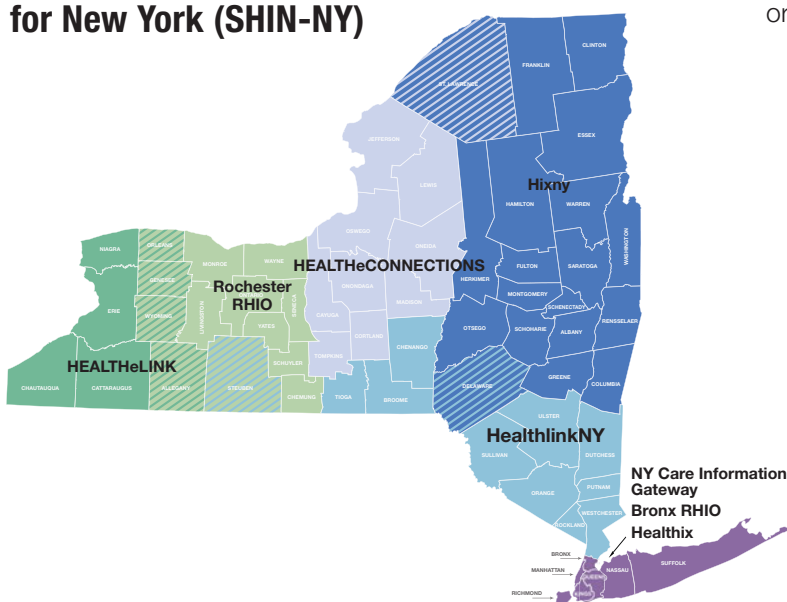 for New York (SHIN-NY)
or
CLINTON
FRANKLIN
ST. LAWRENCE
ESSEX
JEFFERSON
LEWIS
Hixny
HAMILTON
WARREN
OSWEGO
ONEIDA
WASHINGTON
NIAGRA
ORLEANS
MONROE
WAYNE
HEALTHeCONNECTIONS
HERKIMER
FULTON
SARATOGA
GENESEE
Rochester
RHIO
SENECA
ONONDAGA
MADISON
MONTGOMERY
SCHENECTADY
ERIE
WYOMING
LIVINGSTON
YATES
CAYUGA
CORTLAND
CHENANGO
OTSEGO
SCHOHARIE
ALBANY
RENSSELAER
HEALTHeLINK
SCHUYLER
TOMPKINS
CHAUTAUQUA
CATTARAUGUS
ALLEGANY
STEUBEN
CHEMUNG
TIOGA
BROOME
DELAWARE
GREENE
COLUMBIA
ULSTER
HealthlinkNY
SULLIVAN
DUTCHESS
ORANGE
PUTNAM
WESTCHESTER
ROCKLAND
NY Care Information
Gateway
Bronx RHIO
Healthix
BRONX
MANHATTAN
QUEENS
NASSAU
SUFFOLK
RICHMOND
KINGS